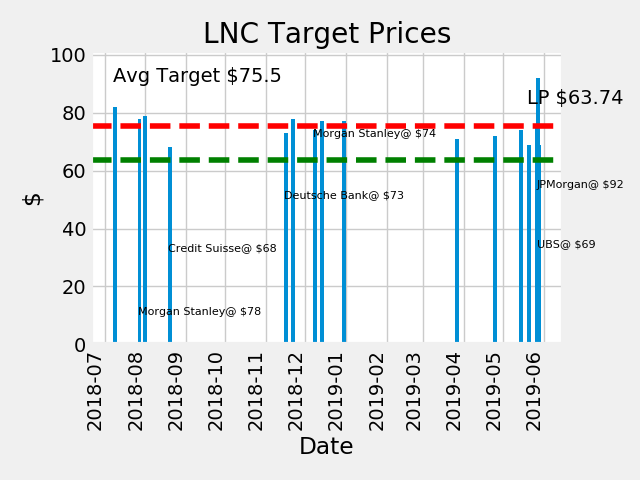 LNC Target Prices
100
Avg Target $75.5
LP $63.74
80
Morgan Stanley@ $74
60
JPMorgan@ $92
Deutsche Bank@ $73
$
40
UBS@ $69
Credit Suisse@ $68
20
Morgan Stanley@ $78
0
2018-07
2018-08
2018-09
2018-10
2018-11
2018-12
2019-01
2019-02
2019-03
2019-04
2019-05
2019-06
Date